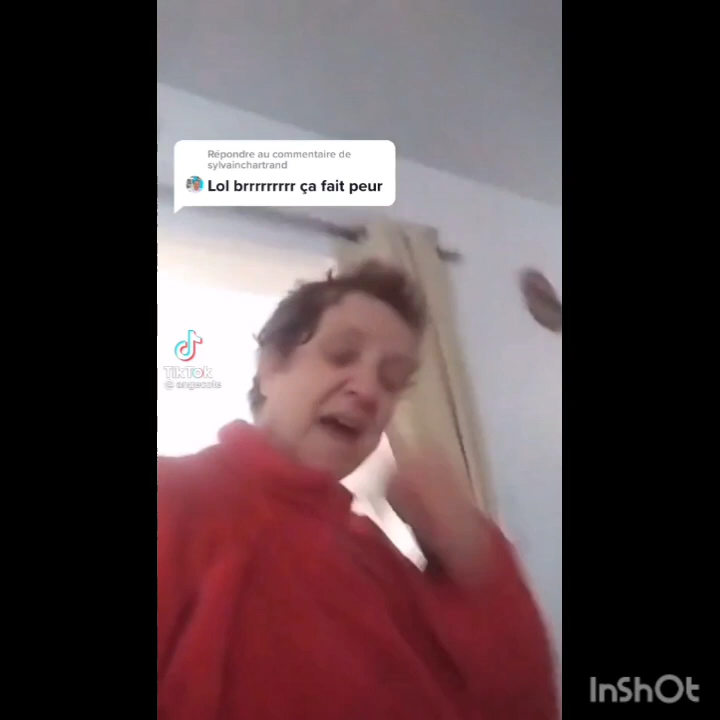 Répondre au commentaire de
sylvainchartrand
Lol brrrrrrrrr ça fait peur
TikTok
InShOt